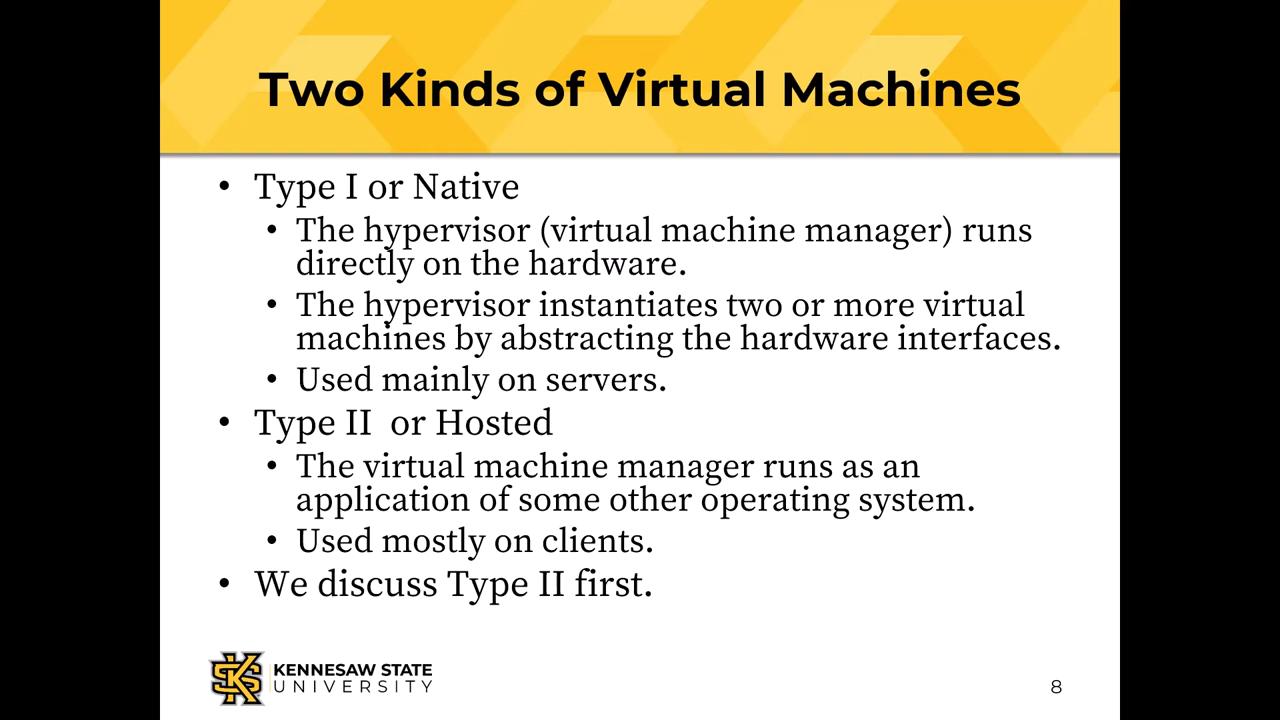 Two Kinds of Virtual Machines
• Type I or Native
• The hypervisor (virtual machine manager) runs
directly on the hardware.
• The hypervisor instantiates two or more virtual
machines by abstracting the hardware interfaces.
• Used mainly on servers.
• Type II  or Hosted
• The virtual machine manager runs as an
application of some other operating system.
• Used mostly on clients.
• We discuss Type II first.
KS
KENNESAW STATE
UNIVERSITY
8